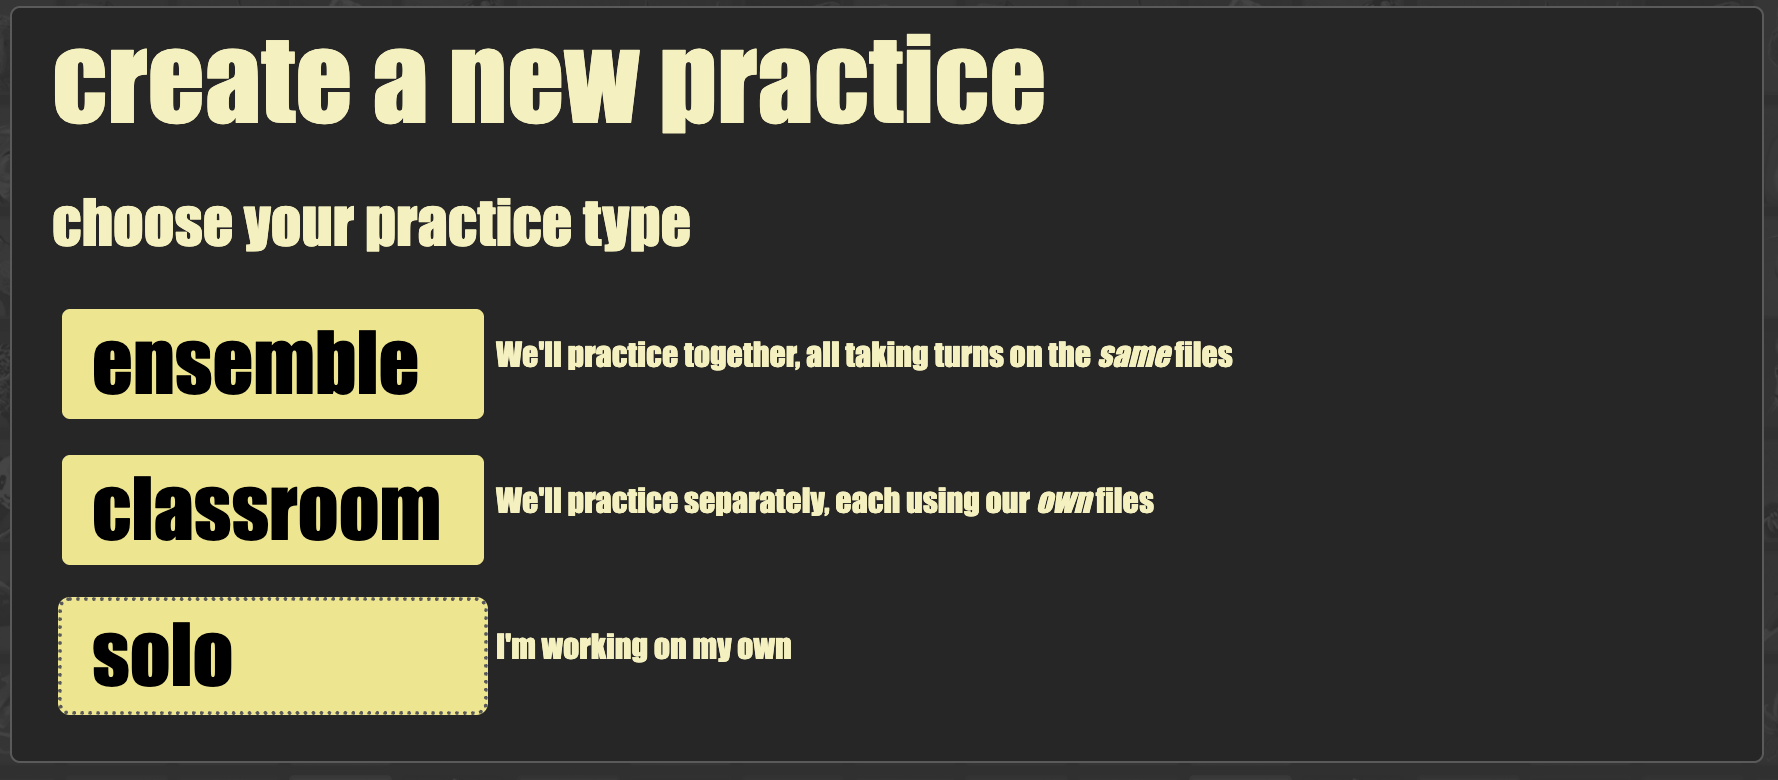 create a new practice
choose your practice type
ensemble
We'll practice together, all taking turns on the same files
classroom
We'll practice separately, each using our own files
solo
I'm working on my own